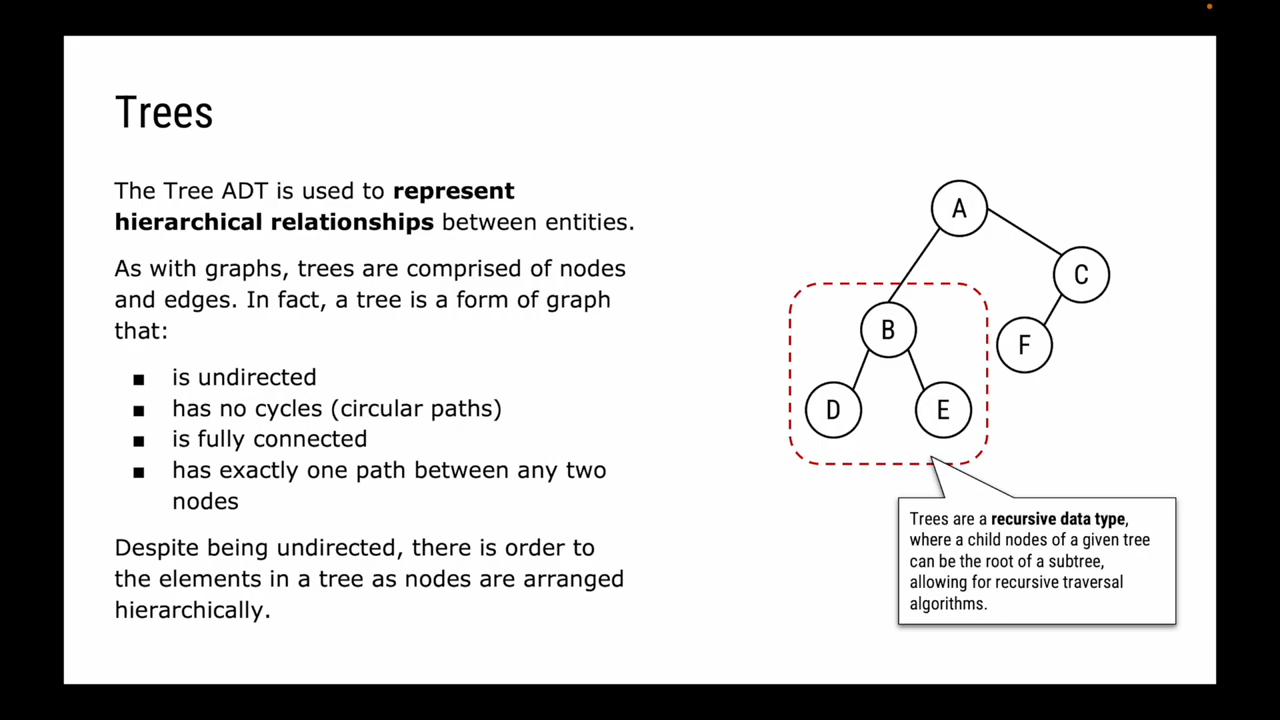 Trees
The Tree ADT is used to represent
hierarchical relationships between entities.
As with graphs, trees are comprised of nodes
and edges. In fact, a tree is a form of graph
that:
■ is undirected
■ has no cycles (circular paths)
■ is fully connected
■ has exactly one path between any two
nodes
Despite being undirected, there is order to
the elements in a tree as nodes are arranged
hierarchically.
A
C
B
F
D
E
Trees are a recursive data type,
where a child nodes of a given tree
can be the root of a subtree,
allowing for recursive traversal
algorithms.